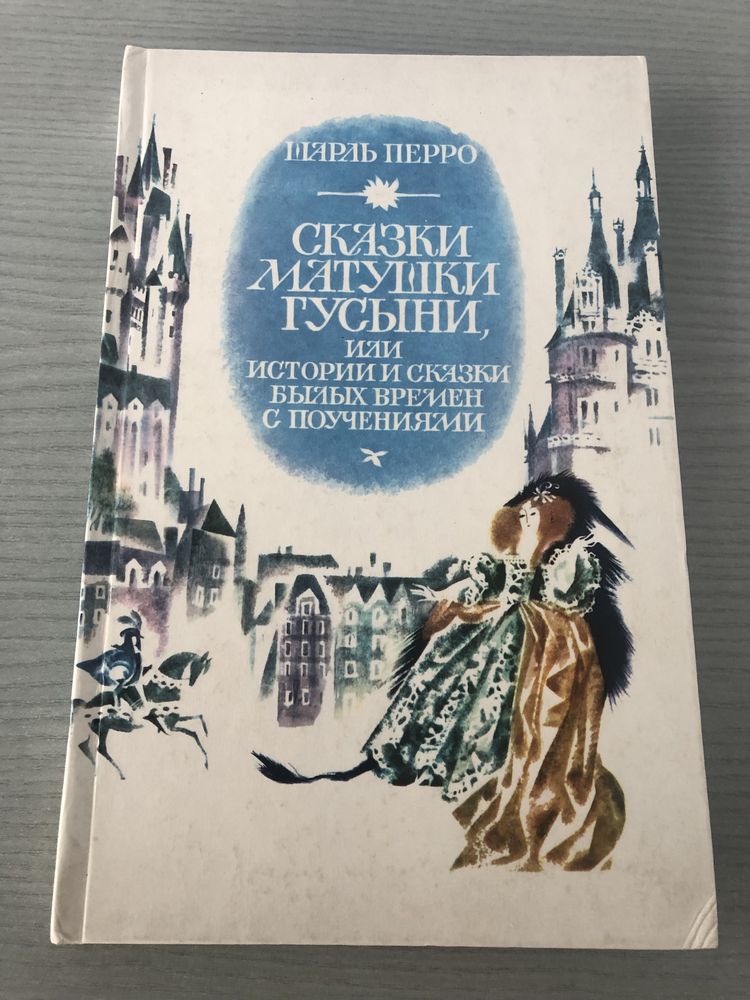 ШАРЛЬ ПЕРРО
СКАЗКИ
МАТУШКИ
ГУСЫНИ,
ИЛИ
ИСТОРИИ И СКАЗКИ
БЫЛЫХ ВРЕМЕН
С ПОУЧЕНИЯМИ